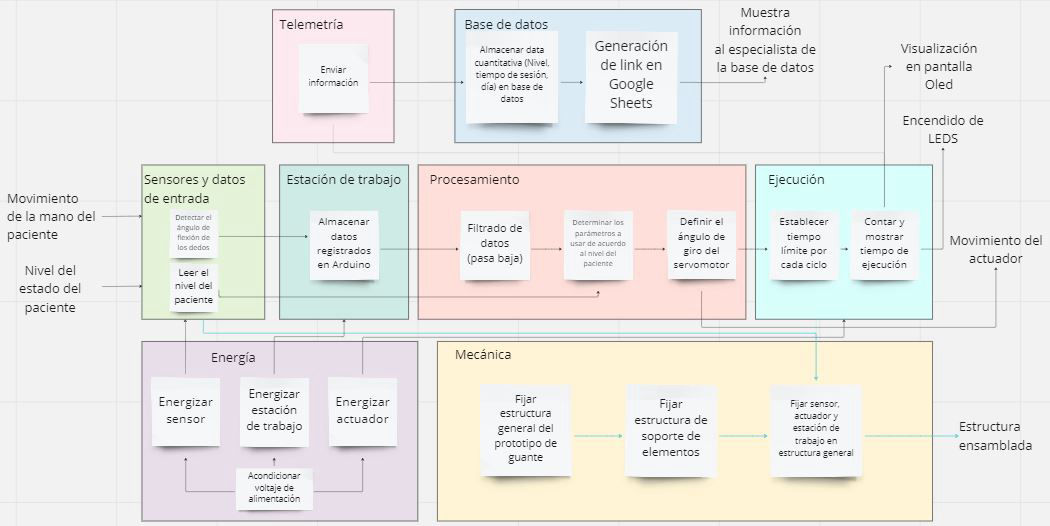 Telemetría
Enviar
información
Base de datos
Almacenar data
cuantitativa (Nivel,
tiempo de sesión,
día) en base de
datos
Generación
de link en
Google
Sheets
Muestra
información
al especialista de
la base de datos
Visualización
en pantalla
Oled
Encendido de
LEDS
Movimiento
de la mano del
paciente
Nivel del
estado del
paciente
Sensores y datos
de entrada
Detectar el
ángulo de
flexión de
los dedos
Leer el
nivel del
paciente
Estación de trabajo
Almacenar
datos
registrados
en Arduino
Procesamiento
Filtrado de
datos
(pasa baja)
Determinar los
parámetros a
usar de acuerdo
al nivel del
paciente
Definir el
ángulo de
giro del
servomotor
Ejecución
Establecer
tiempo
límite por
cada ciclo
Contar y
mostrar
tiempo de
ejecución
Movimiento del
actuador
Energía
Energizar
sensor
Energizar
estación
de trabajo
Energizar
actuador
Acondicionar
voltaje de
alimentación
Mecánica
Fijar
estructura
general del
prototipo de
guante
Fijar
estructura de
soporte de
elementos
Fijar sensor,
actuador y
estación de
trabajo en
estructura general
Estructura
ensamblada